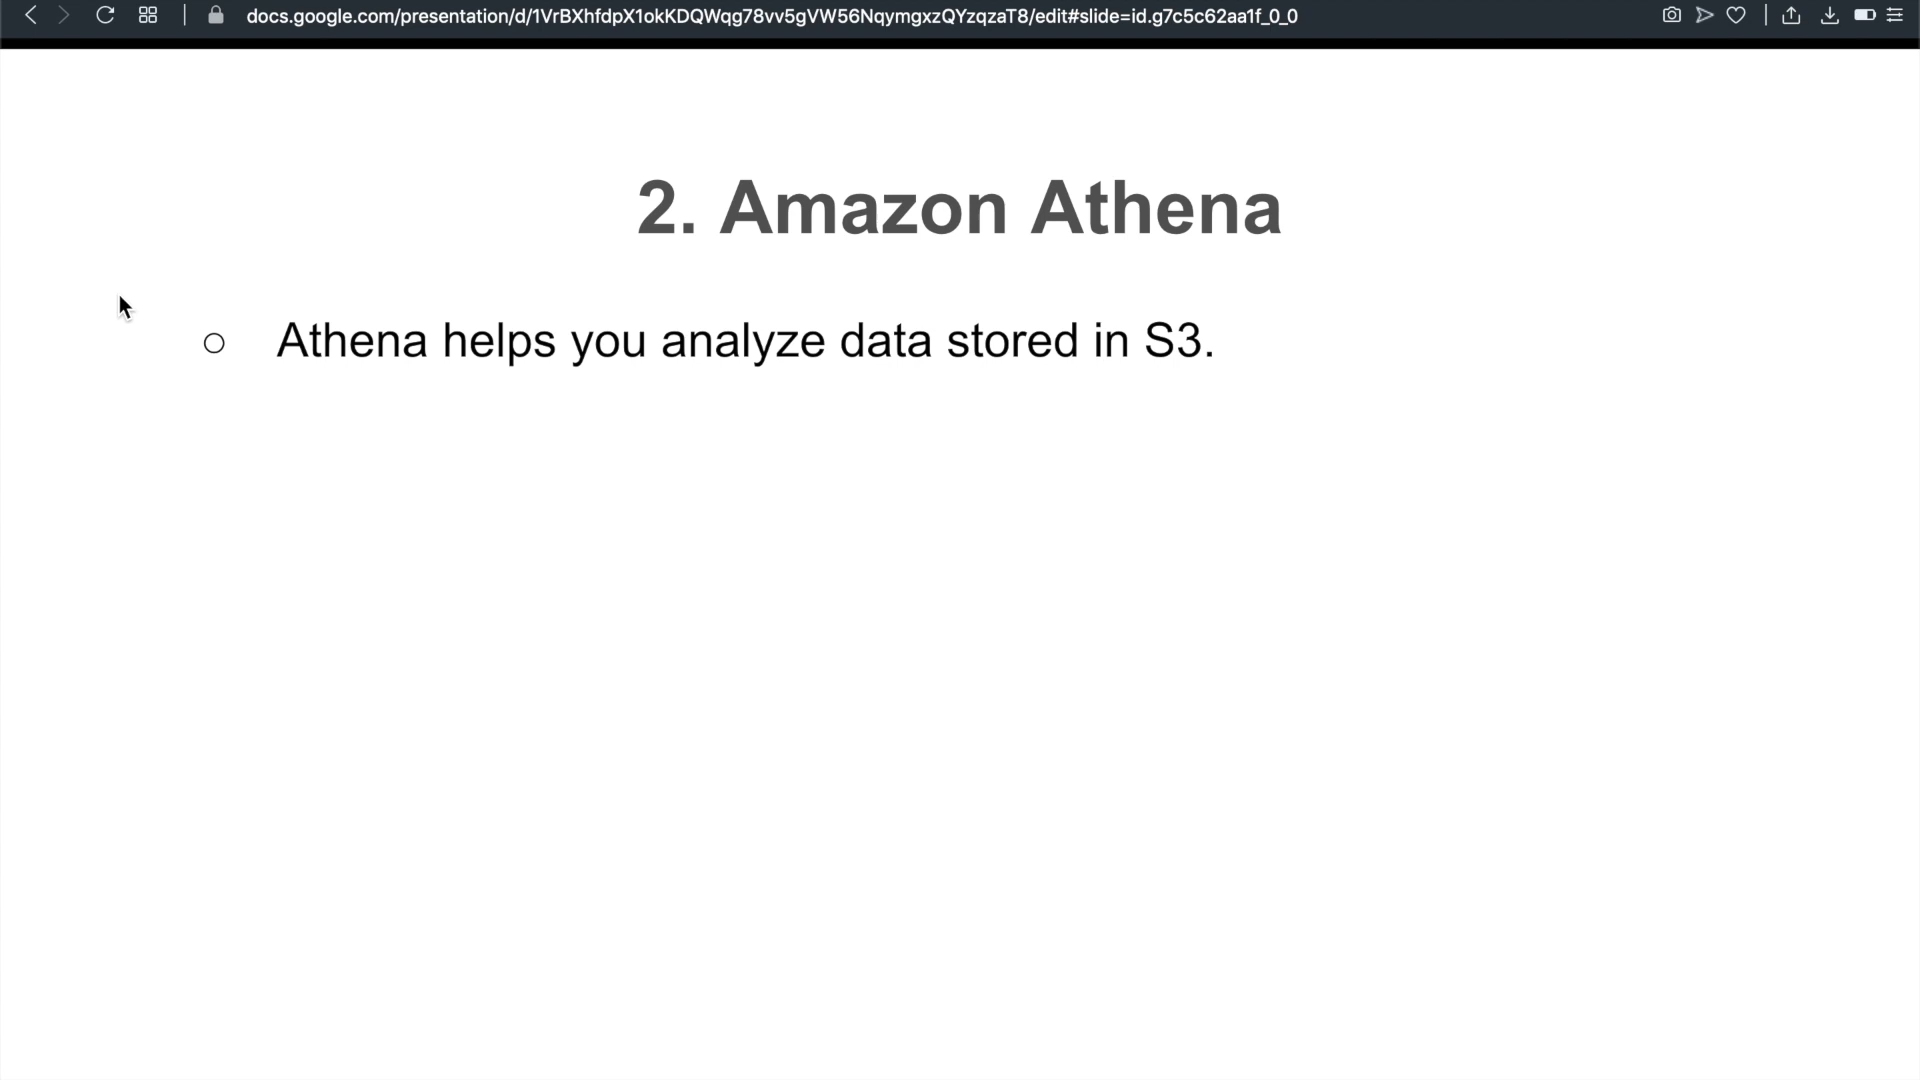 docs.google.com/presentation/d/1VrBXhfdpX1okKDQWqg78vv5gVW56NqymgxzQYzqzaT8/edit#slide=id.g7c5c62aa1f_0_0
2. Amazon Athena
Athena helps you analyze data stored in S3.